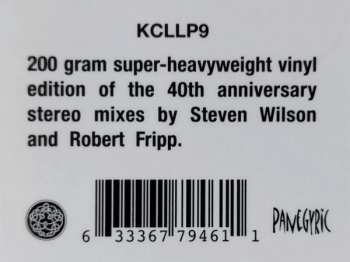 KCLLP9
200 gram super-heavyweight vinyl
edition of the 40th anniversary
stereo mixes by Steven Wilson
and Robert Fripp.
6 33367 79461 1
PANEGYRIC